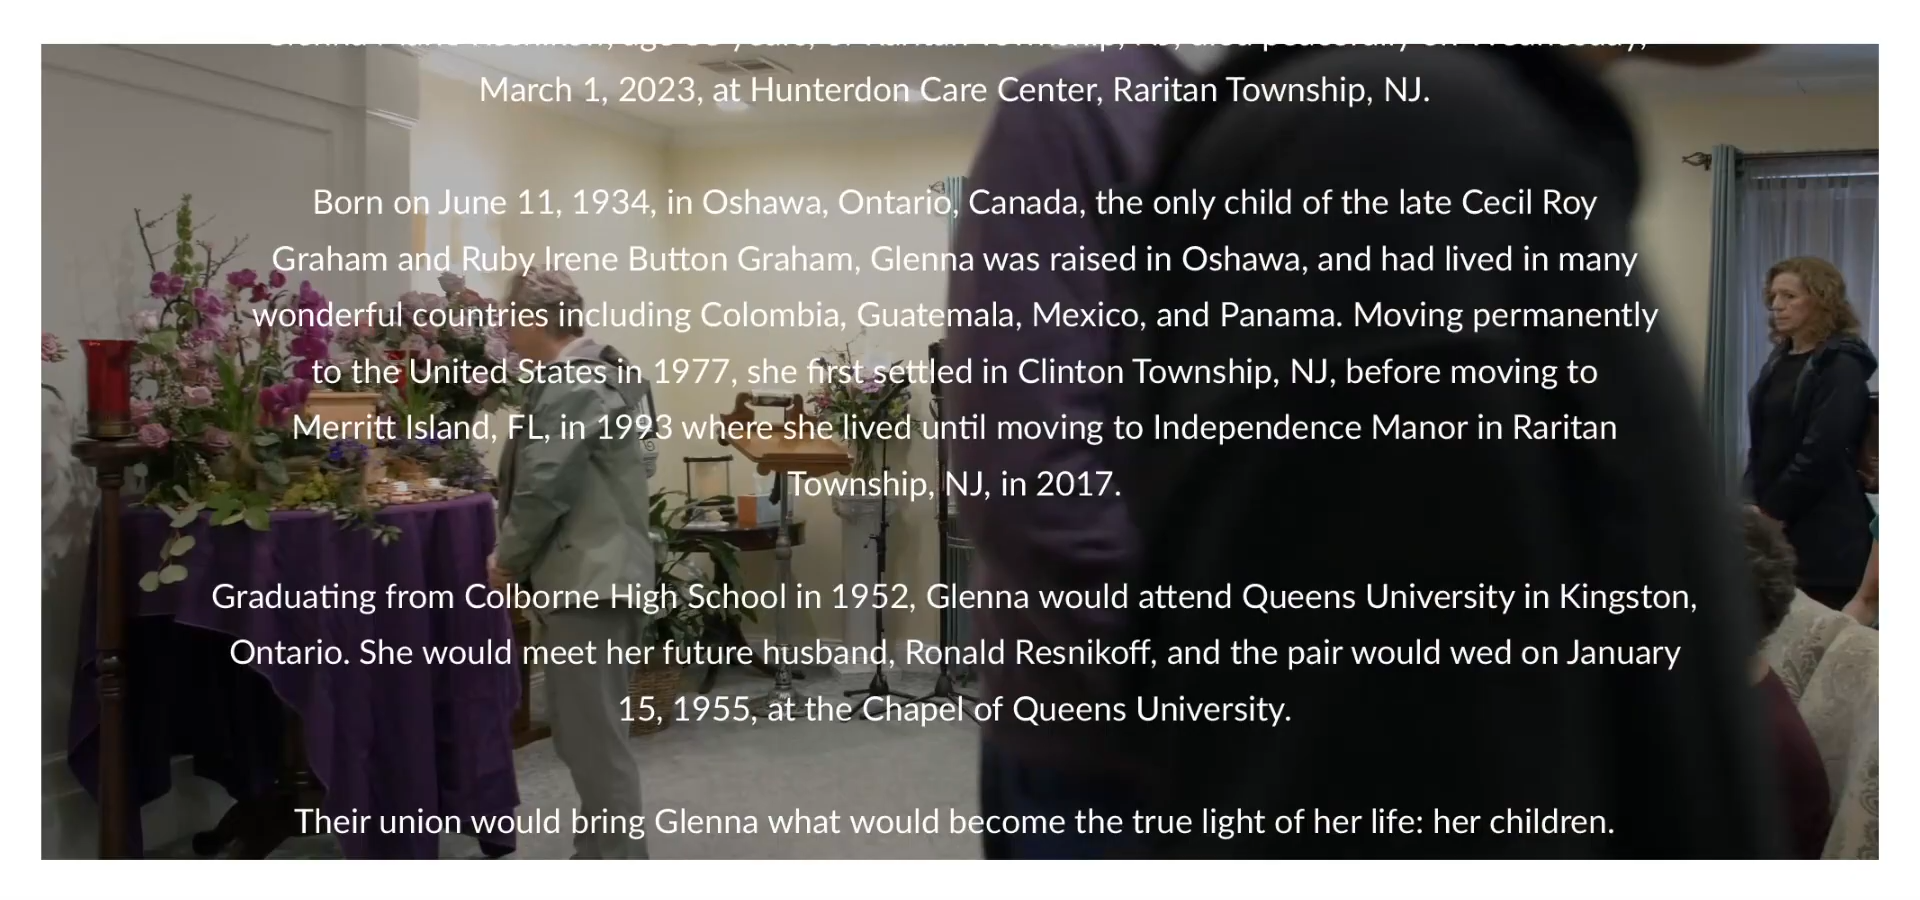 March 1, 2023, at Hunterdon Care Center, Raritan Township, NJ.
Born on June 11, 1934, in Oshawa, Ontario, Canada, the only child of the late Cecil Roy
Graham and Ruby Irene Button Graham, Glenna was raised in Oshawa, and had lived in many
wonderful countries including Colombia, Guatemala, Mexico, and Panama. Moving permanently
to the United States in 1977, she first settled in Clinton Township, NJ, before moving to
Merritt Island, FL, in 1993 where she lived until moving to Independence Manor in Raritan
Township, NJ, in 2017.
Graduating from Colborne High School in 1952, Glenna would attend Queens University in Kingston,
Ontario. She would meet her future husband, Ronald Resnikoff, and the pair would wed on January
15, 1955, at the Chapel of Queens University.
Their union would bring Glenna what would become the true light of her life: her children.